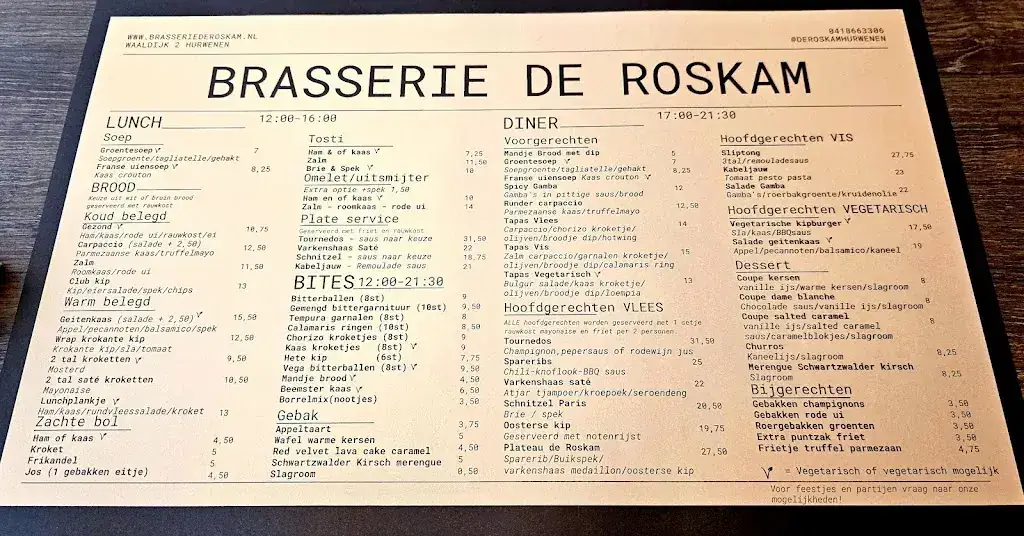 WWW.BRASSERIEDEROSKAM.NL
WAALDIJK 2 HURWENEN
0418663306
@DEROSKAMHURWENEN
BRASSERIE DE ROSKAM
LUNCH 12:00-16:00
Soep
Groentesoep 7
Soepgroente/tagliatelle/gehakt
Franse uiensoep 8,25
Kaas crouton
BROOD
Keuze uit wit of bruin brood
geserveerd met rauwkost
Koud belegd
Gezond 10,75
Ham/kaas/rode ui/rauwkost/ei
Carpaccio (salade + 2,50) 12,50
Parmezaanse kaas/truffelmayo
Zalm 11,50
Roomkaas/rode ui
Club kip 13
Kip/eiersalade/spek/chips
Warm belegd
Geitenkaas (salade + 2,50) 15,50
Appel/pecannoten/balsamico/spek
Wrap krokante kip 12,50
Krokante kip/sla/tomaat
2 tal kroketten 9,50
Mosterd
2 tal saté kroketten 10,50
Mayonaise
Lunchplankje 13
Ham/kaas/rundvleessalade/kroket
Zachte bol
Ham of kaas 4,50
Kroket 5
Frikandel 5
Jos (1 gebakken eitje) 4,50
Tosti
Ham & of kaas 7,25
Zalm 11,50
Brie & Spek 10
Omelet/uitsmijter
Extra optie +spek 1,50
Ham en of kaas 10
Zalm - roomkaas - rode ui 14
Plate service
Geserveerd met friet en rauwkost
Tournedos - saus naar keuze 31,50
Varkenshaas Saté 22
Schnitzel - saus naar keuze 18,75
Kabeljauw - Remoulade saus 21
BITES 12:00-21:30
Bitterballen (8st) 9
Gemengd bittergarnituur (10st) 9,50
Tempura garnalen (8st) 8
Calamaris ringen (10st) 8,50
Chorizo kroketjes (8st) 9
Kaas kroketjes (8st) 9
Hete kip (6st) 7,75
Vega bitterballen (8st) 9,50
Mandje brood 4,50
Beemster kaas 6,50
Borrelmix(nootjes) 3,50
Gebak
Appeltaart 3,75
Wafel warme kersen 5
Red velvet lava cake caramel 4,50
Schwartzwalder Kirsch merengue 5
Slagroom 0,50
DINER 17:00-21:30
Voorgerechten
Mandje Brood met dip 5
Groentesoep 7
Soepgroente/tagliatelle/gehakt
Franse uiensoep Kaas crouton 8,25
Spicy Gamba 12
Gamba's in pittige saus/brood
Runder carpaccio 12,50
Parmezaanse kaas/truffelmayo
Tapas Vlees 14
Carpaccio/chorizo kroketje/
olijven/broodje dip/hotwing
Tapas Vis 15
Zalm carpaccio/garnalen kroketje/
olijven/broodje dip/calamaris ring
Tapas Vegetarisch 13
Bulgur salade/kaas kroketje/
olijven/broodje dip/loempia
Hoofdgerechten VLEES
ALLE hoofdgerechten worden geserveerd met 1 setje
rauwkost mayonaise en friet per 2 personen
Tournedos 31,50
Champignon,pepersaus of rodewijn jus
Spareribs 25
Chili-knoflook-BBQ saus
Varkenshaas saté 22
Atjar tjampoer/kroepoek/seroendeng
Schnitzel Paris 20,50
Brie / spek
Oosterse kip 19,75
Geserveerd met notenrijst
Plateau de Roskam 27,50
Sparerib/Buikspek/
varkenshaas medaillon/oosterse kip
Hoofdgerechten VIS
Sliptong 27,75
3tal/remouladesaus
Kabeljauw 23
Tomaat pesto pasta
Salade Gamba 22
Gamba's/roerbakgroente/kruidenolie
Hoofdgerechten VEGETARISCH
Vegetarische kipburger 17,50
Sla/kaas/BBQsaus
Salade geitenkaas 19
Appel/pecannoten/balsamico/kaneel
Dessert
Coupe kersen 8
vanille ijs/warme kersen/slagroom
Coupe dame blanche 8
Chocolade saus/vanille ijs/slagroom
Coupe salted caramel 8
vanille ijs/salted caramel
saus/caramelblokjes/slagroom
Churros 8,25
Kaneelijs/slagroom
Merengue Schwartzwalder kirsch 8,25
Slagroom
Bijgerechten
Gebakken champignons 3,50
Gebakken rode ui 3,50
Roergebakken groenten 3,50
Extra puntzak friet 3,50
Frietje truffel parmezaan 4,75
= Vegetarisch of vegetarisch mogelijk
Voor feestjes en partijen vraag naar onze
mogelijkheden!